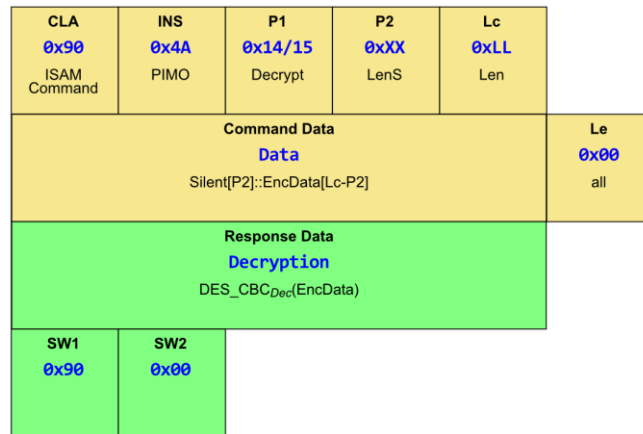 CLA INS P1 P2 Lc
0x90 0x4A 0x14/15 0xXX 0xLL
ISAM Command PIMO Decrypt LenS Len
Command Data Le
Data 0x00
Silent[P2]::EncData[Lc-P2] all
Response Data
Decryption
DES_CBCDec(EncData)
SW1 SW2
0x90 0x00